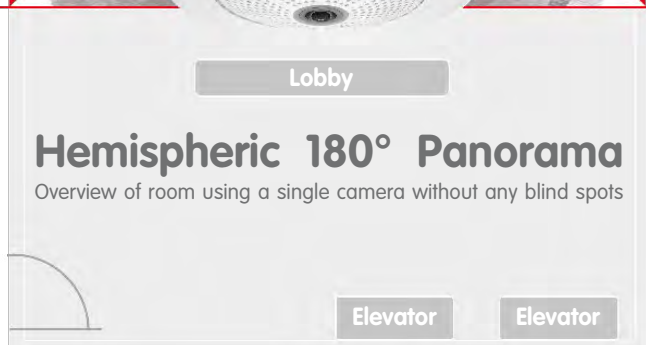 Lobby
Hemispheric 180° Panorama
Overview of room using a single camera without any blind spots
Elevator Elevator